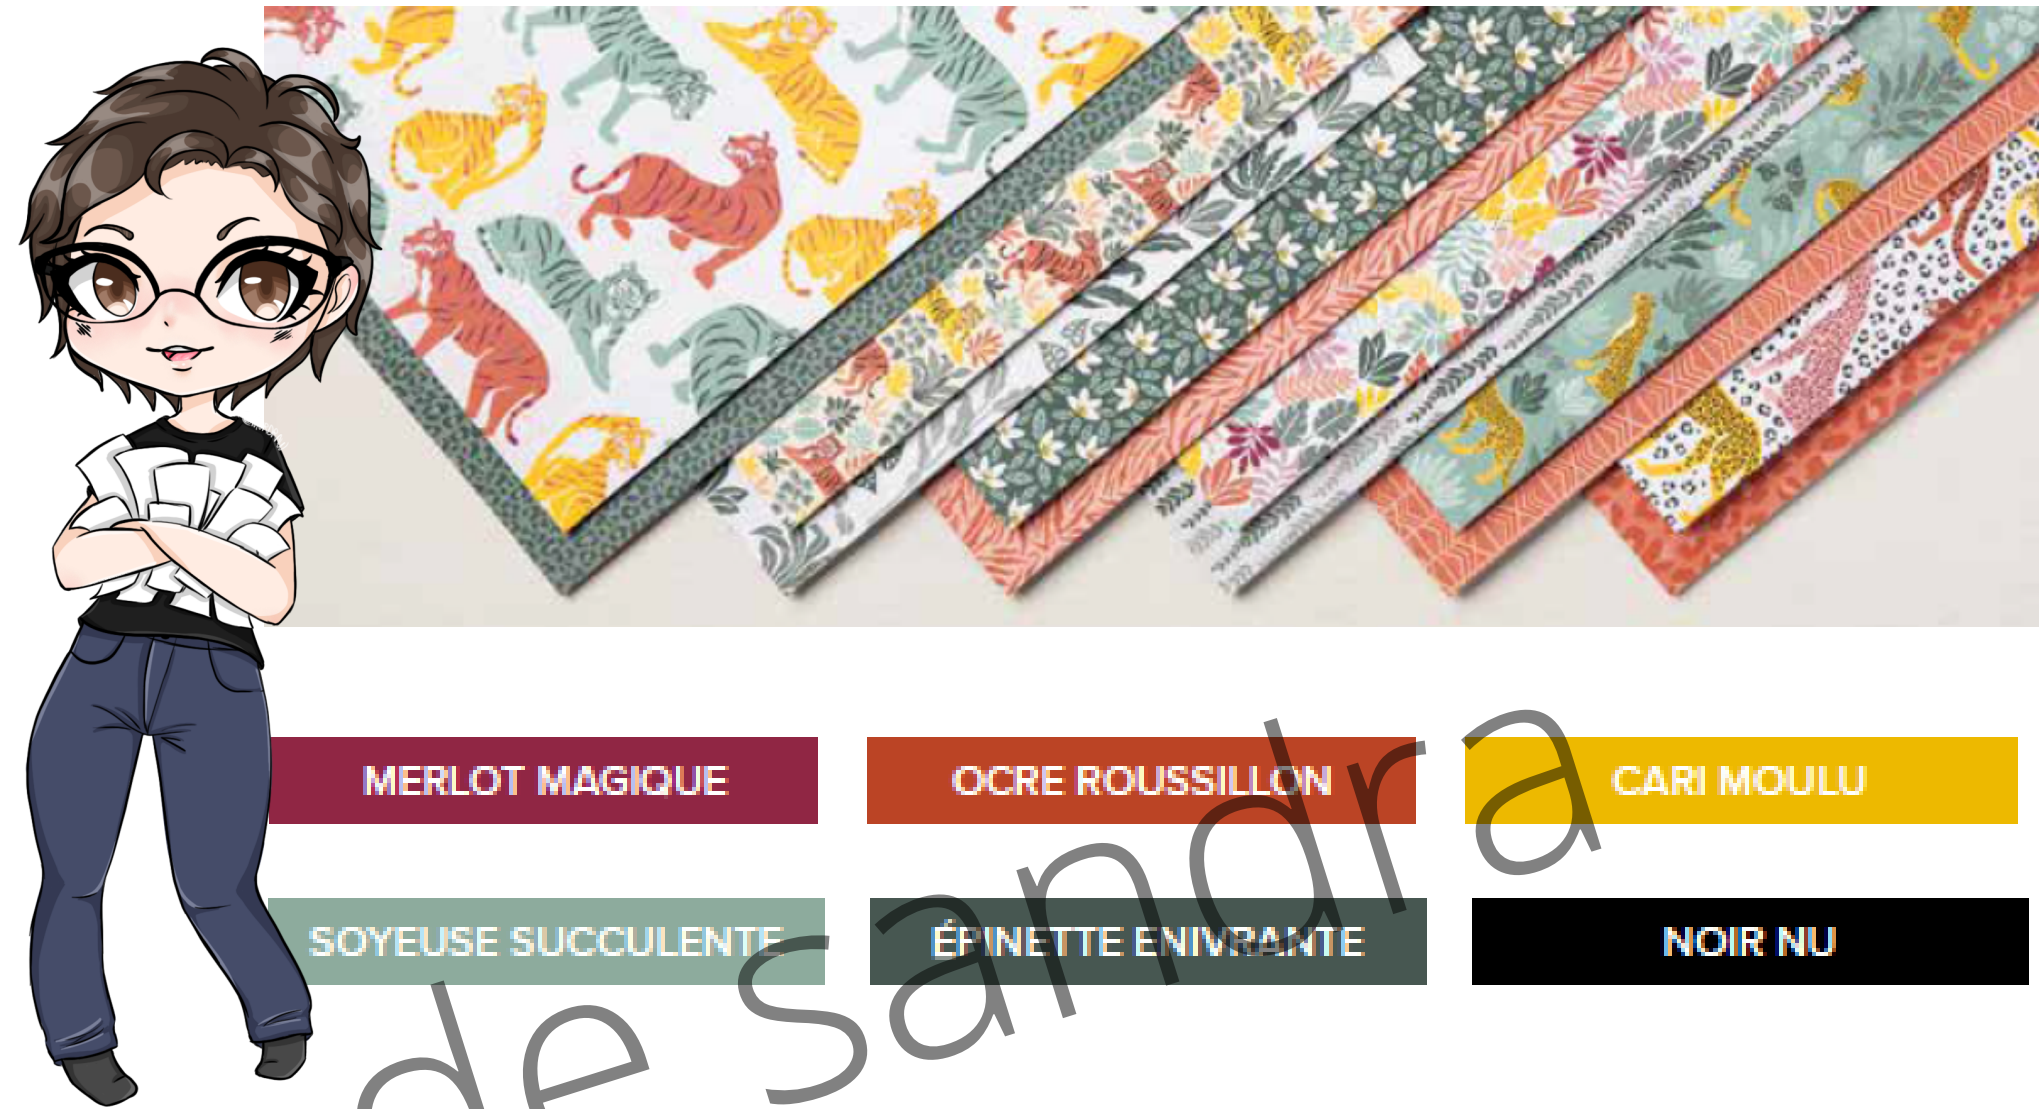 MERLOT MAGIQUE
OCRE ROUSSILLON
CARI MOULU
SOYEUSE SUCCULENTE
ÉPINETTE ENIVRANTE
NOIR NU
de sandra